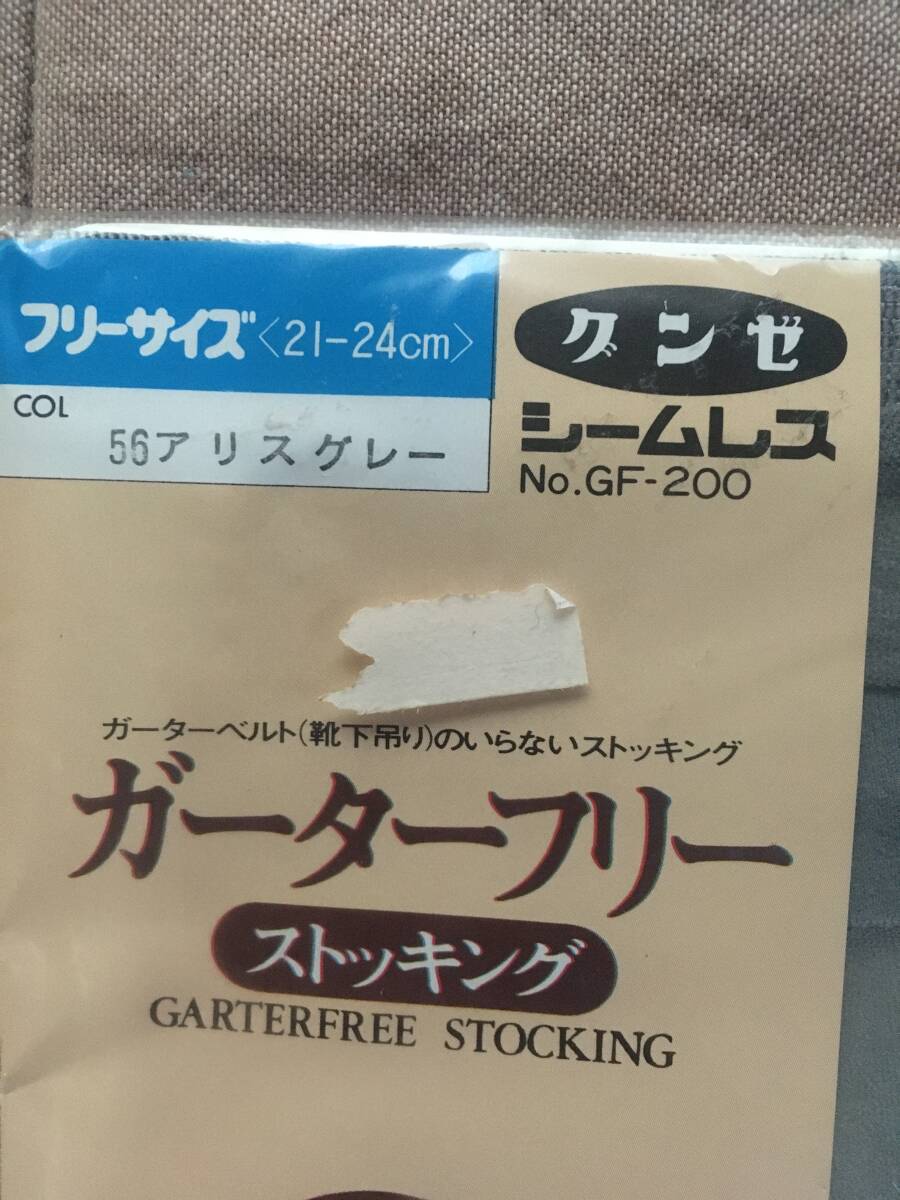 フリーサイズ〈21-24cm〉
COL
56アリスグレー
グンゼ
シームレス
No.GF-200
ガーターベルト(靴下吊り)のいらないストッキング
ガーターフリー
ストッキング
GARTERFREE STOCKING